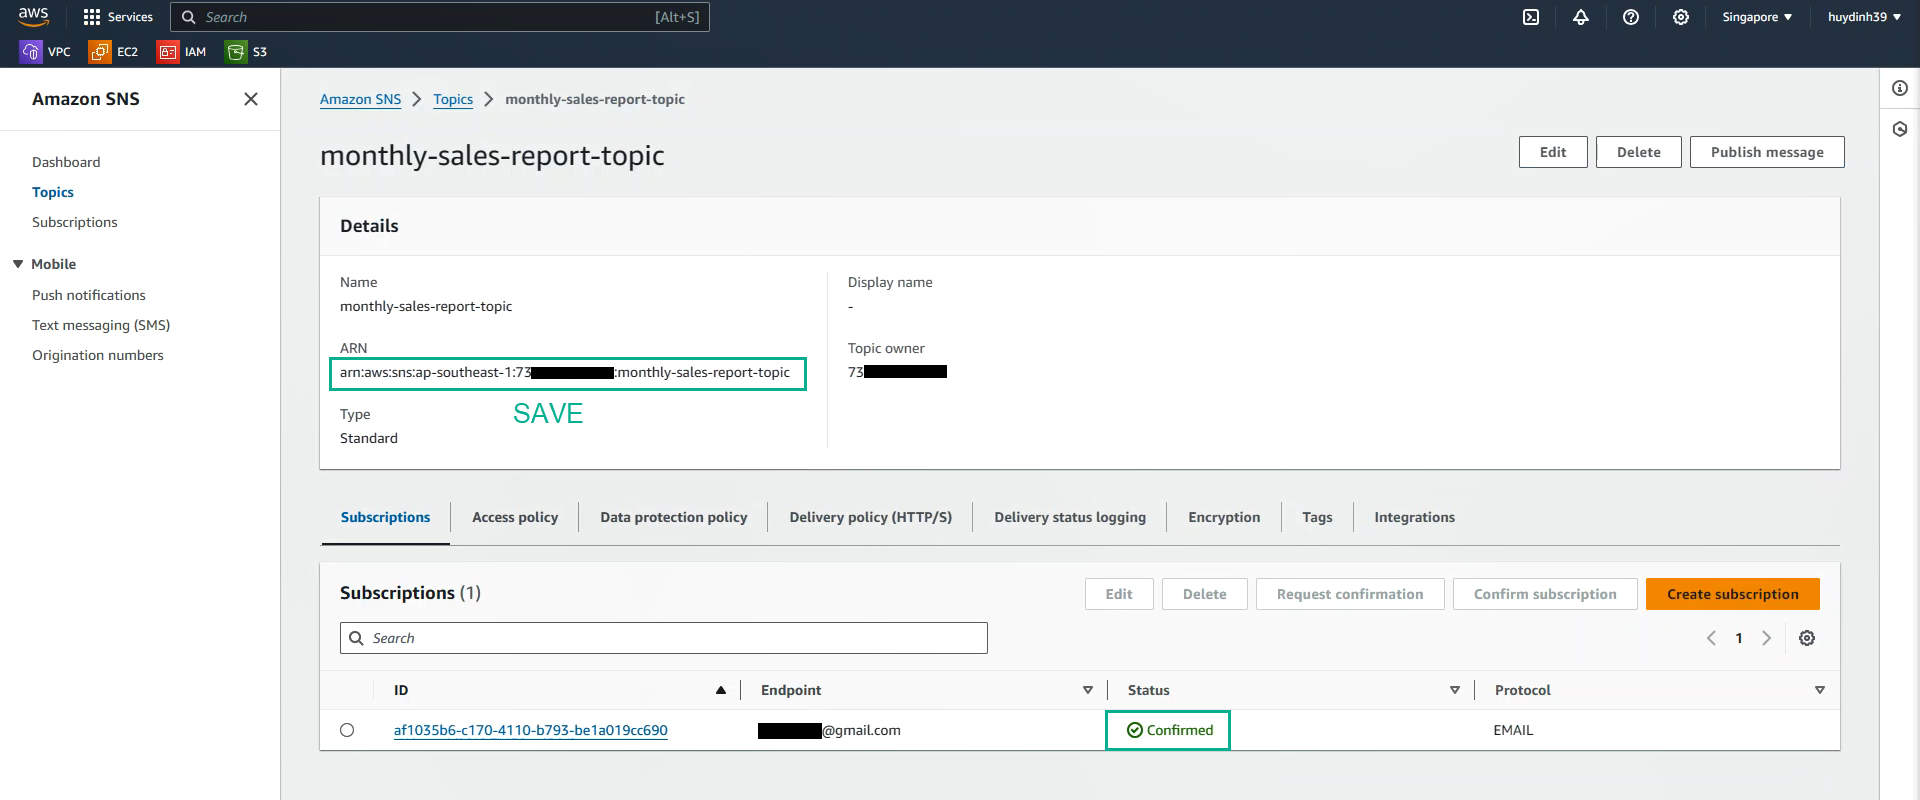 aws Services Search [Alt+S] Singapore huydinh39
VPC EC2 IAM S3
Amazon SNS
Dashboard
Topics
Subscriptions
Mobile
Push notifications
Text messaging (SMS)
Origination numbers
Amazon SNS Topics monthly-sales-report-topic
monthly-sales-report-topic
Edit Delete Publish message
Details
Name
monthly-sales-report-topic
ARN
arn:aws:sns:ap-southeast-1:73 :monthly-sales-report-topic
SAVE
Type
Standard
Display name
-
Topic owner
73
Subscriptions Access policy Data protection policy Delivery policy (HTTP/S) Delivery status logging Encryption Tags Integrations
Subscriptions (1)
Edit Delete Request confirmation Confirm subscription Create subscription
Search
1
ID Endpoint Status Protocol
af1035b6-c170-4110-b793-be1a019cc690 @gmail.com Confirmed EMAIL